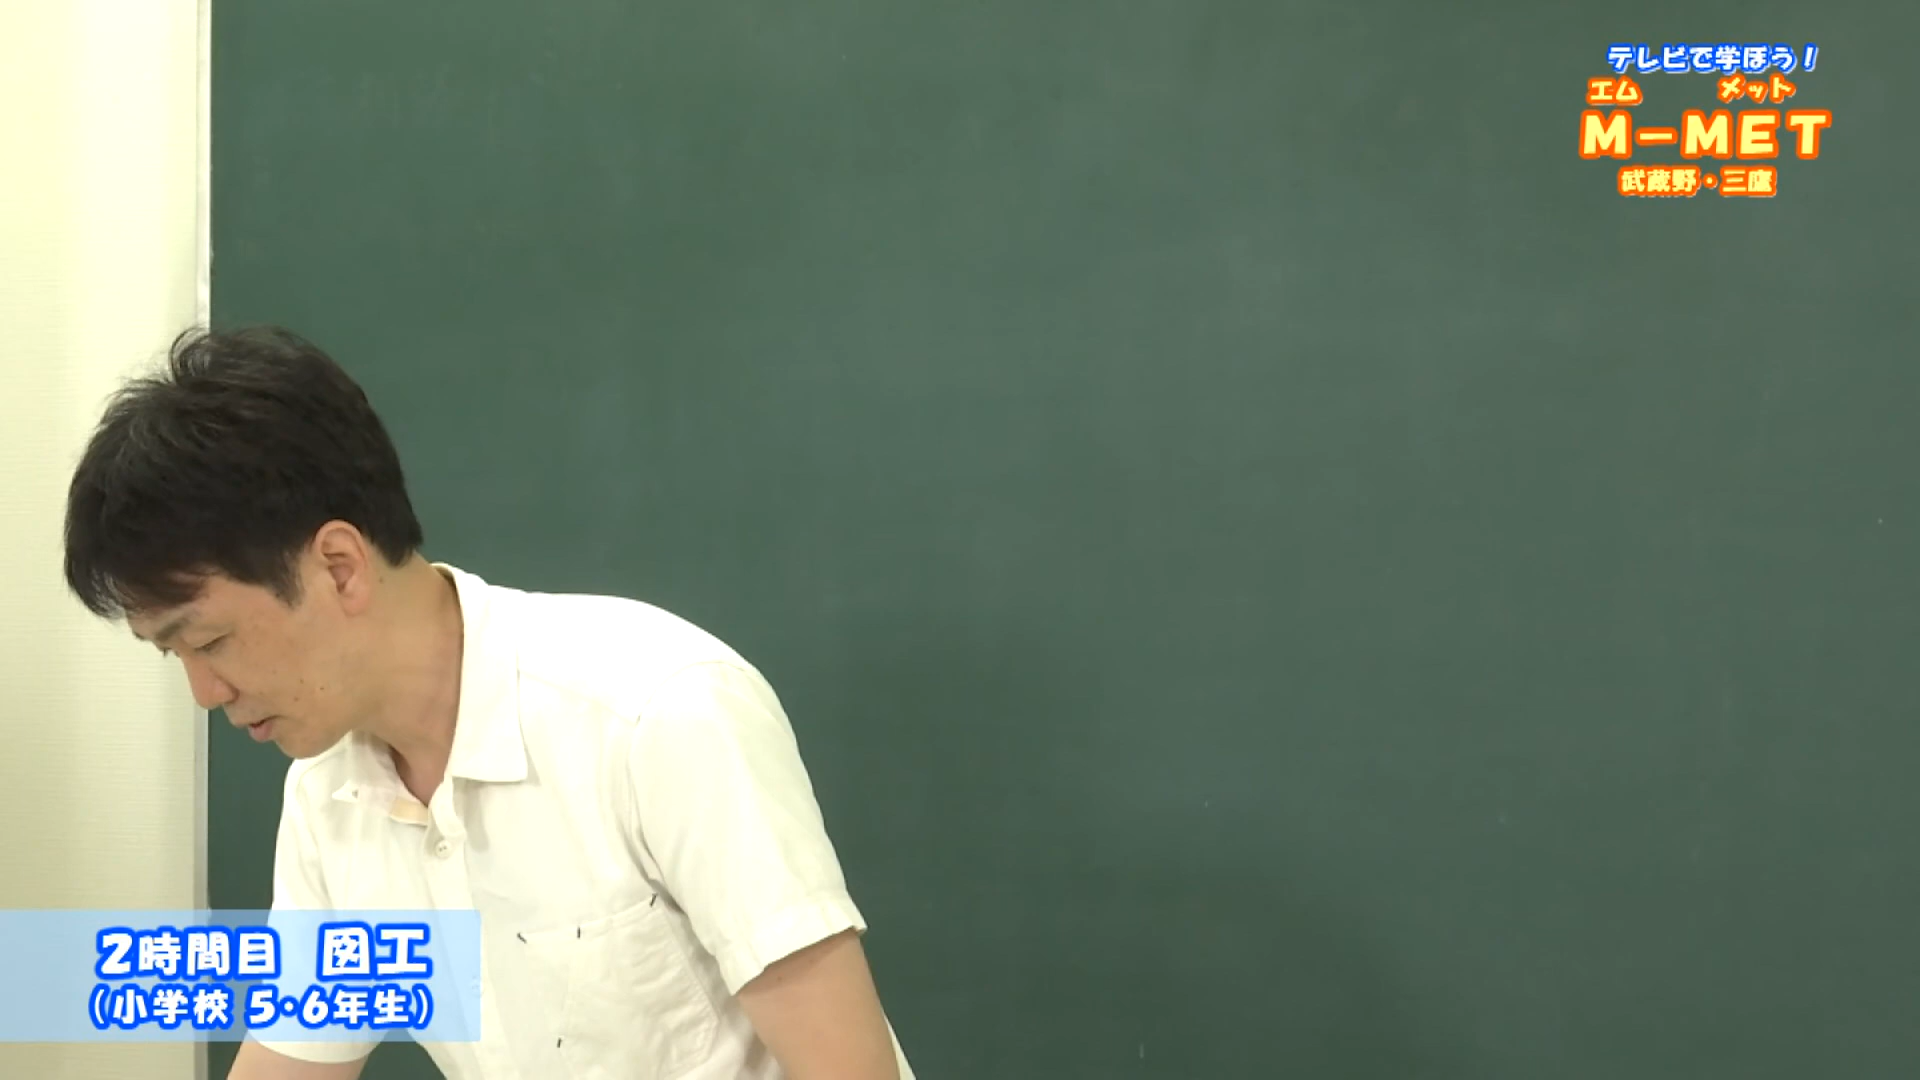 テレビで学ぼう!
エム メット
M-MET
武蔵野・三鷹
2時間目 図工
(小学校 5・6年生)